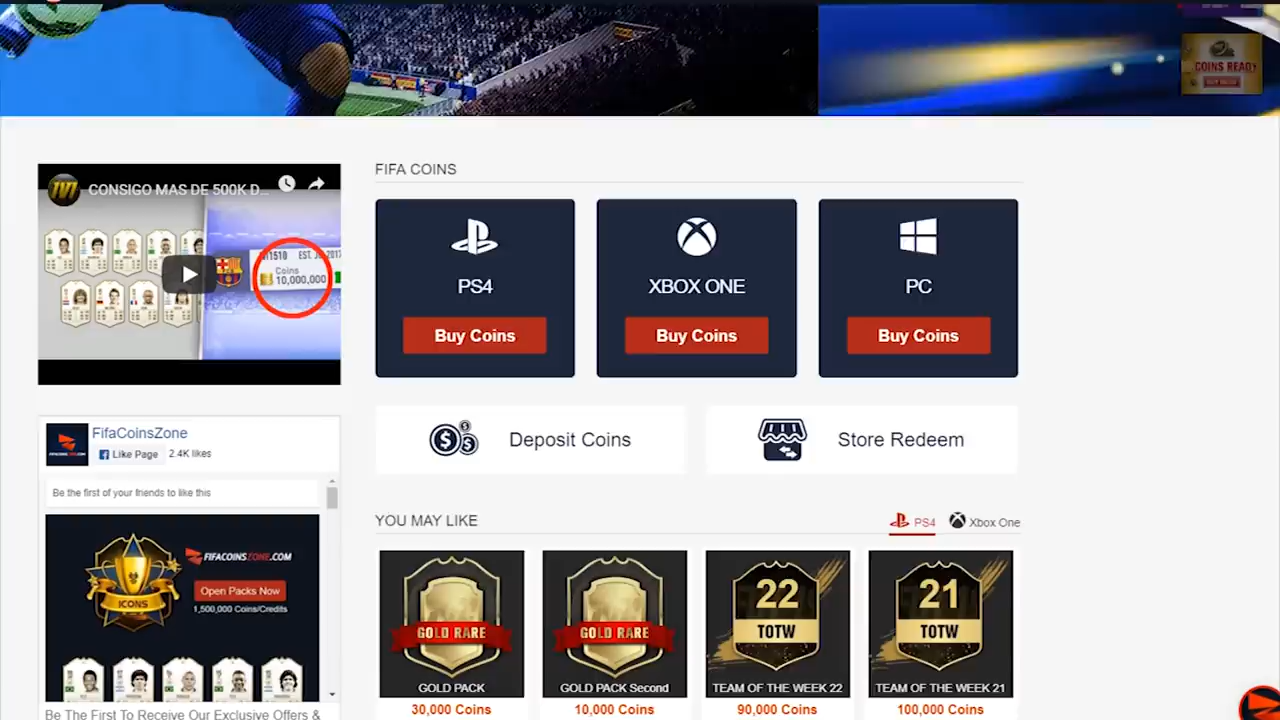 COINS READY
CONSIGO MAS DE 500K D...
EST. JUL 2017
Coins
10,000,000
FIFA COINS
PS4
XBOX ONE
PC
Buy Coins
Buy Coins
Buy Coins
FifaCoinsZone
Like Page
2.4K likes
Be the first of your friends to like this
Deposit Coins
Store Redeem
FIFACOINSZONE.COM
Open Packs Now
1,500,000 Coins/Credits
ICONS
Be The First To Receive Our Exclusive Offers &
YOU MAY LIKE
PS4
Xbox One
GOLD RARE
GOLD PACK
30,000 Coins
GOLD RARE
GOLD PACK Second
10,000 Coins
22
TOTW
TEAM OF THE WEEK 22
90,000 Coins
21
TOTW
TEAM OF THE WEEK 21
100,000 Coins